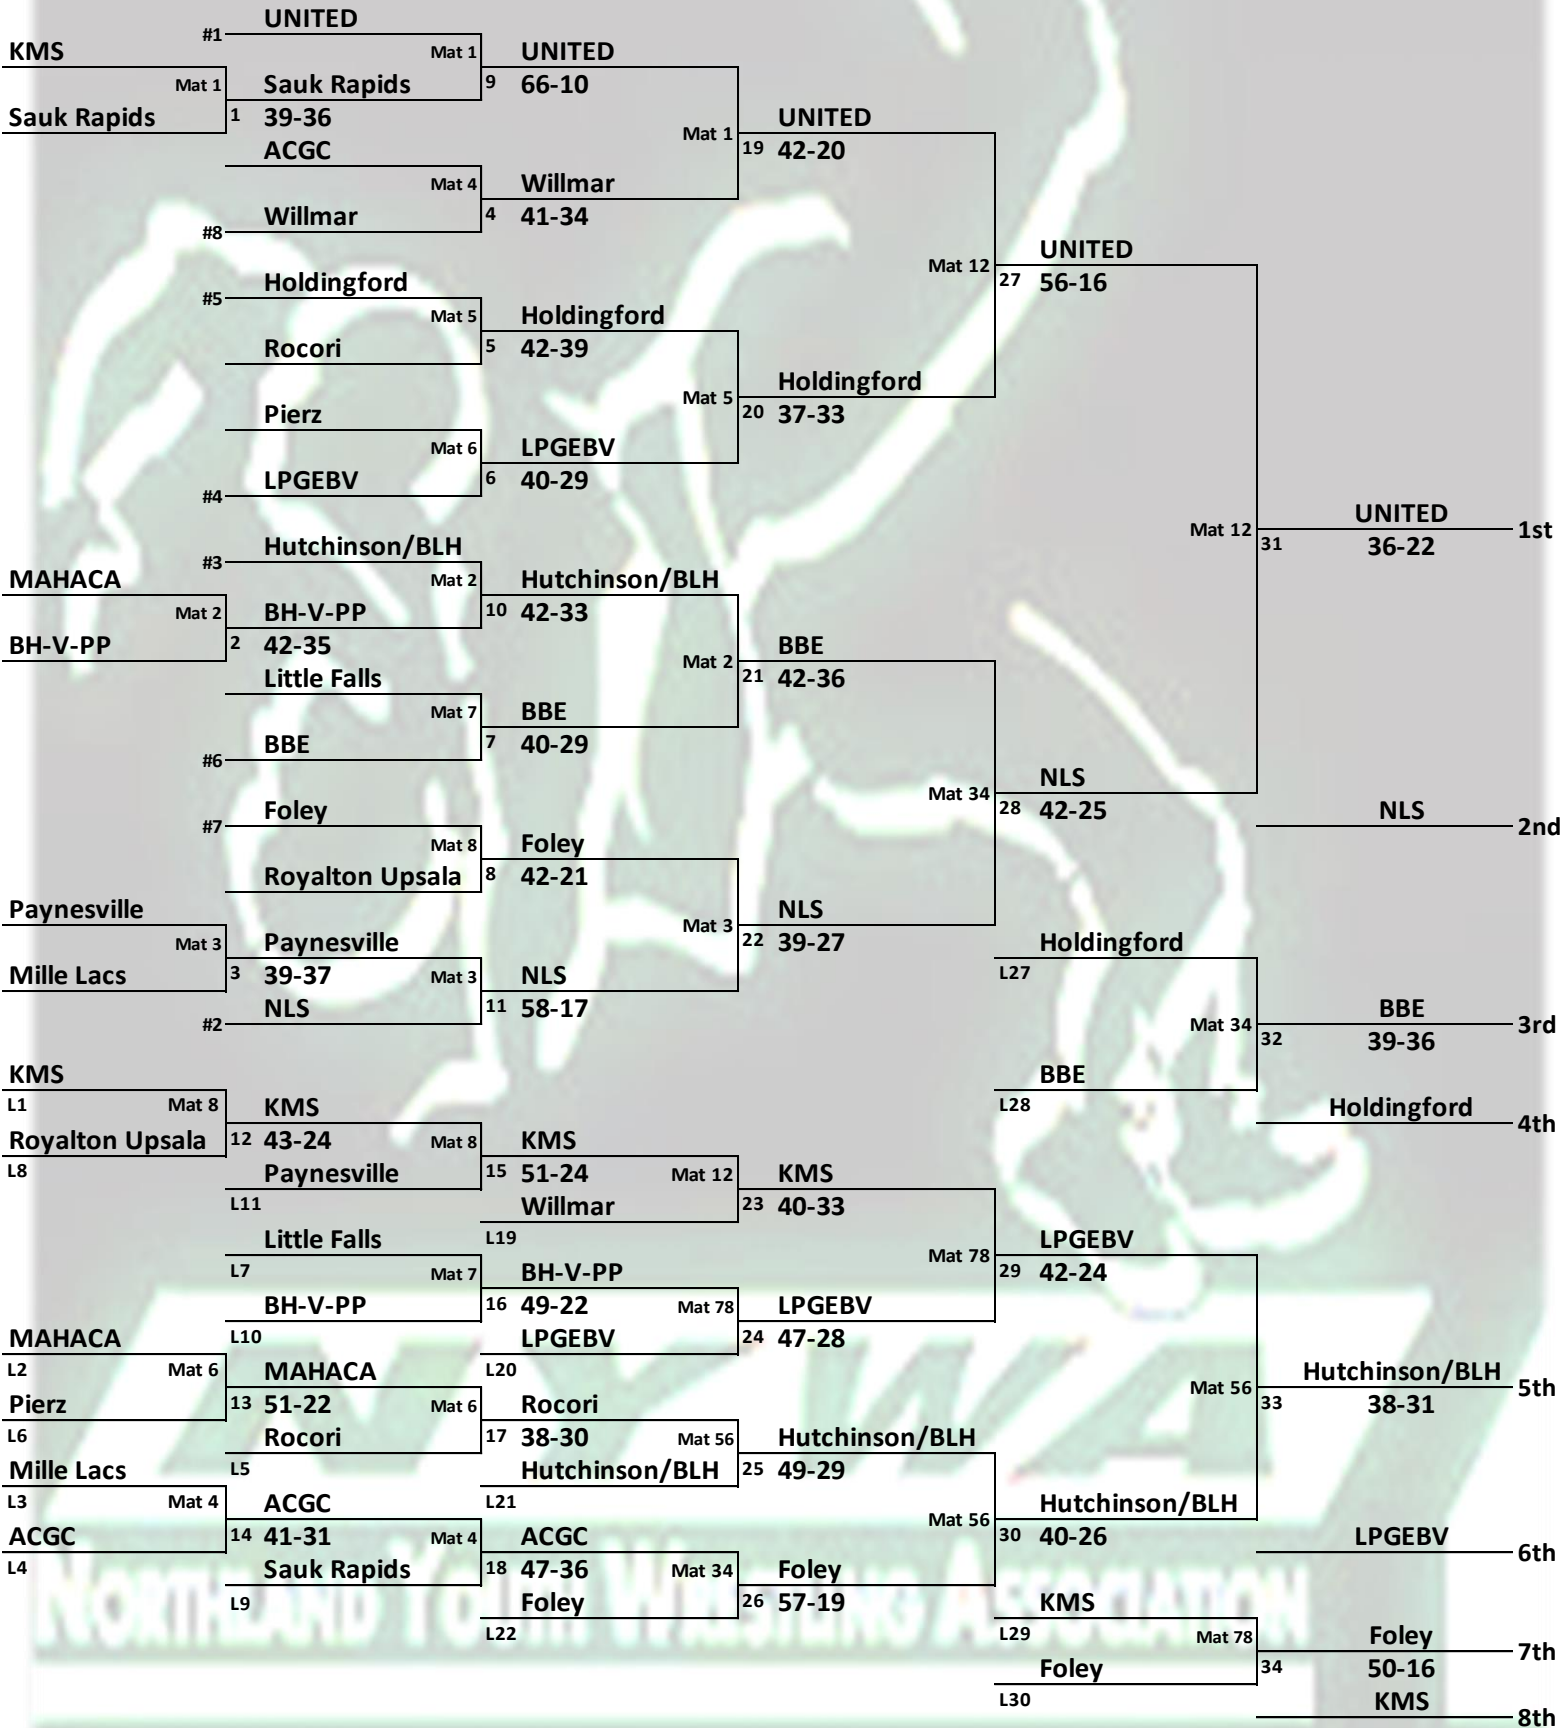 UNITED
#1
KMS
Mat 1
UNITED
Mat 1
Sauk Rapids
9
66-10
Sauk Rapids
1
39-36
Mat 1
UNITED
ACGC
19
42-20
Mat 4
Willmar
Willmar
4
41-34
#8
Mat 12
UNITED
Holdingford
27
56-16
#5
Mat 5
Holdingford
Rocori
5
42-39
Mat 5
Holdingford
Pierz
20
37-33
Mat 6
LPGEBV
LPGEBV
6
40-29
#4
UNITED
1st
Mat 12
31
36-22
Hutchinson/BLH
#3
MAHACA
Mat 2
Hutchinson/BLH
Mat 2
BH-V-PP
10
42-33
BH-V-PP
2
42-35
Mat 2
BBE
Little Falls
21
42-36
Mat 7
BBE
BBE
7
40-29
#6
Mat 34
NLS
Foley
28
42-25
NLS
2nd
#7
Mat 8
Foley
Royalton Upsala
8
42-21
Paynesville
Mat 3
NLS
Mat 3
Paynesville
22
39-27
Holdingford
Mille Lacs
3
39-37
Mat 3
NLS
L27
NLS
11
58-17
BBE
3rd
#2
Mat 34
32
39-36
KMS
BBE
L1
Mat 8
KMS
L28
Holdingford
4th
Royalton Upsala
12
43-24
Mat 8
KMS
L8
Paynesville
15
51-24
Mat 12
KMS
L11
Willmar
23
40-33
Little Falls
L19
LPGEBV
L7
Mat 7
BH-V-PP
Mat 78
29
42-24
BH-V-PP
16
49-22
Mat 78
LPGEBV
MAHACA
L10
LPGEBV
24
47-28
L2
Mat 6
MAHACA
L20
Hutchinson/BLH
5th
Pierz
13
51-22
Mat 6
Rocori
Mat 56
33
38-31
L6
Rocori
17
38-30
Mat 56
Hutchinson/BLH
Mille Lacs
L5
Hutchinson/BLH
25
49-29
L3
Mat 4
ACGC
L21
Mat 56
Hutchinson/BLH
ACGC
14
41-31
Mat 4
ACGC
30
40-26
LPGEBV
6th
L4
Sauk Rapids
18
47-36
Mat 34
Foley
L9
Foley
26
57-19
KMS
L22
L29
Mat 78
Foley
7th
Foley
34
50-16
L30
KMS
8th
NYWA
NORTHLAND YOUTH WRESTLING ASSOCIATION